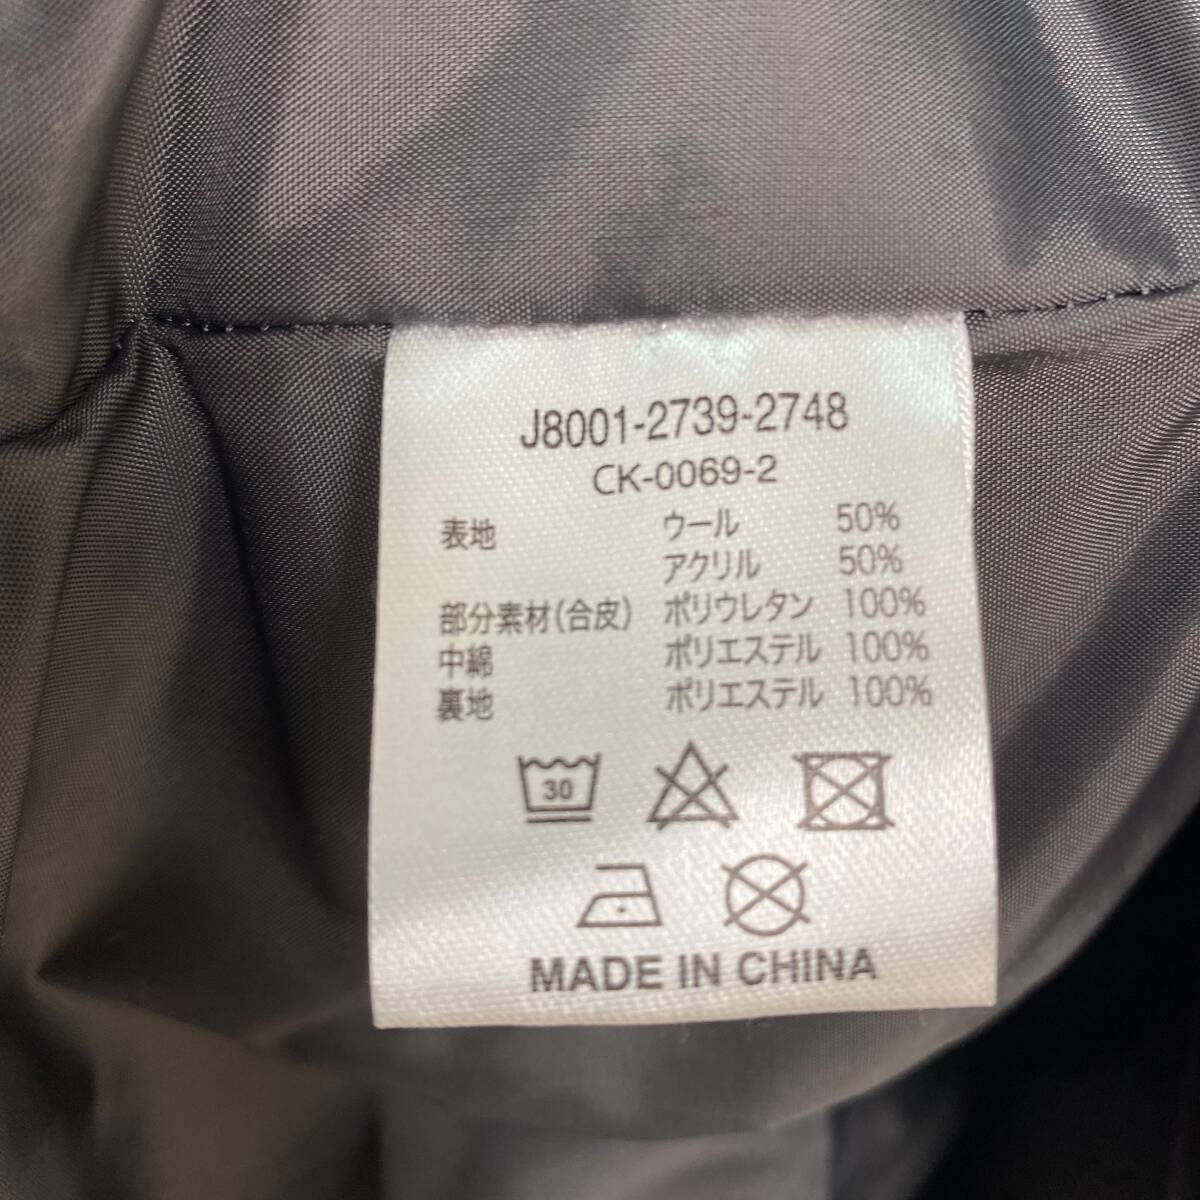 J8001-2739-2748
CK-0069-2
表地 ウール 50%
アクリル 50%
部分素材(合皮) ポリウレタン 100%
中綿 ポリエステル 100%
裏地 ポリエステル 100%
30
MADE IN CHINA